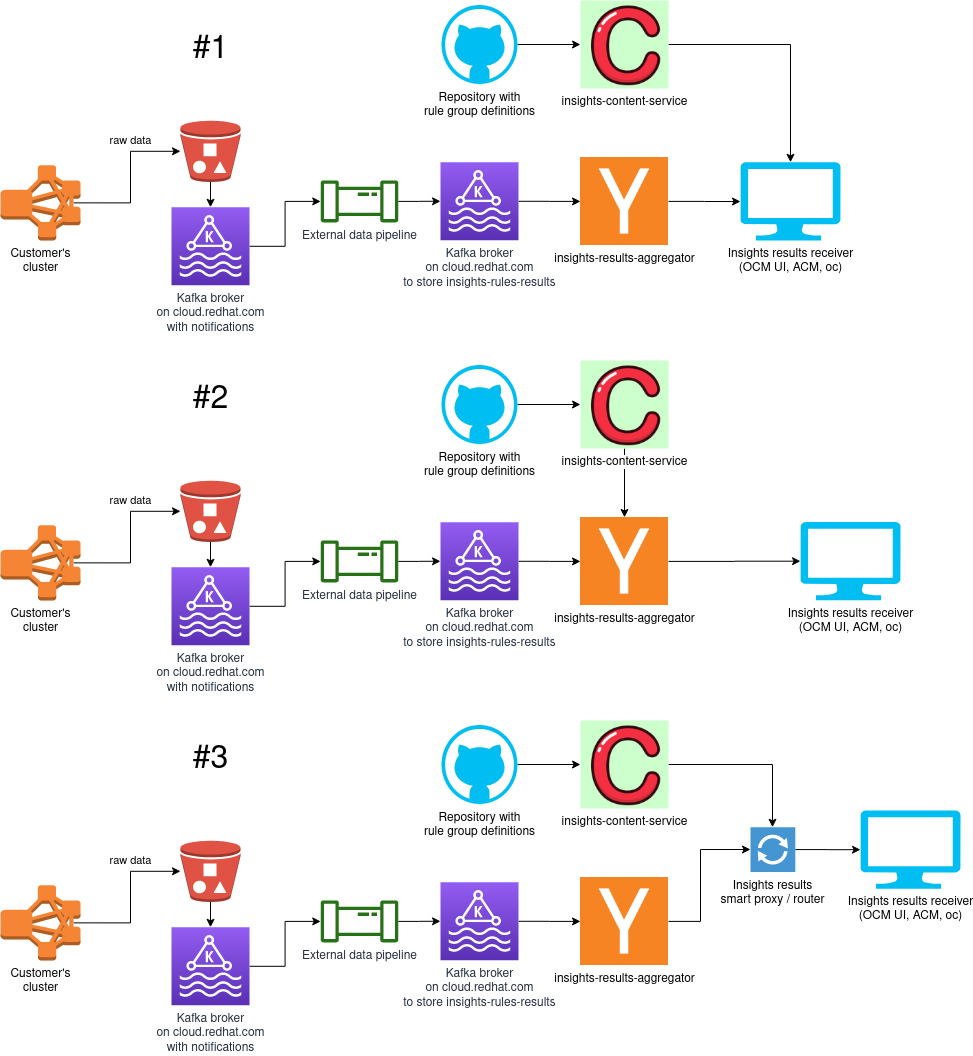 #1
Repository with
rule group definitions
C
insights-content-service
raw data
Customer's
cluster
K
Kafka broker
on cloud.redhat.com
with notifications
External data pipeline
K
Kafka broker
on cloud.redhat.com
to store insights-rules-results
Y
insights-results-aggregator
Insights results receiver
(OCM UI, ACM, oc)
#2
Repository with
rule group definitions
C
insights-content-service
raw data
Customer's
cluster
K
Kafka broker
on cloud.redhat.com
with notifications
External data pipeline
K
Kafka broker
on cloud.redhat.com
to store insights-rules-results
Y
insights-results-aggregator
Insights results receiver
(OCM UI, ACM, oc)
#3
Repository with
rule group definitions
C
insights-content-service
raw data
Customer's
cluster
K
Kafka broker
on cloud.redhat.com
with notifications
External data pipeline
K
Kafka broker
on cloud.redhat.com
to store insights-rules-results
Y
insights-results-aggregator
Insights results
smart proxy / router
Insights results receiver
(OCM UI, ACM, oc)